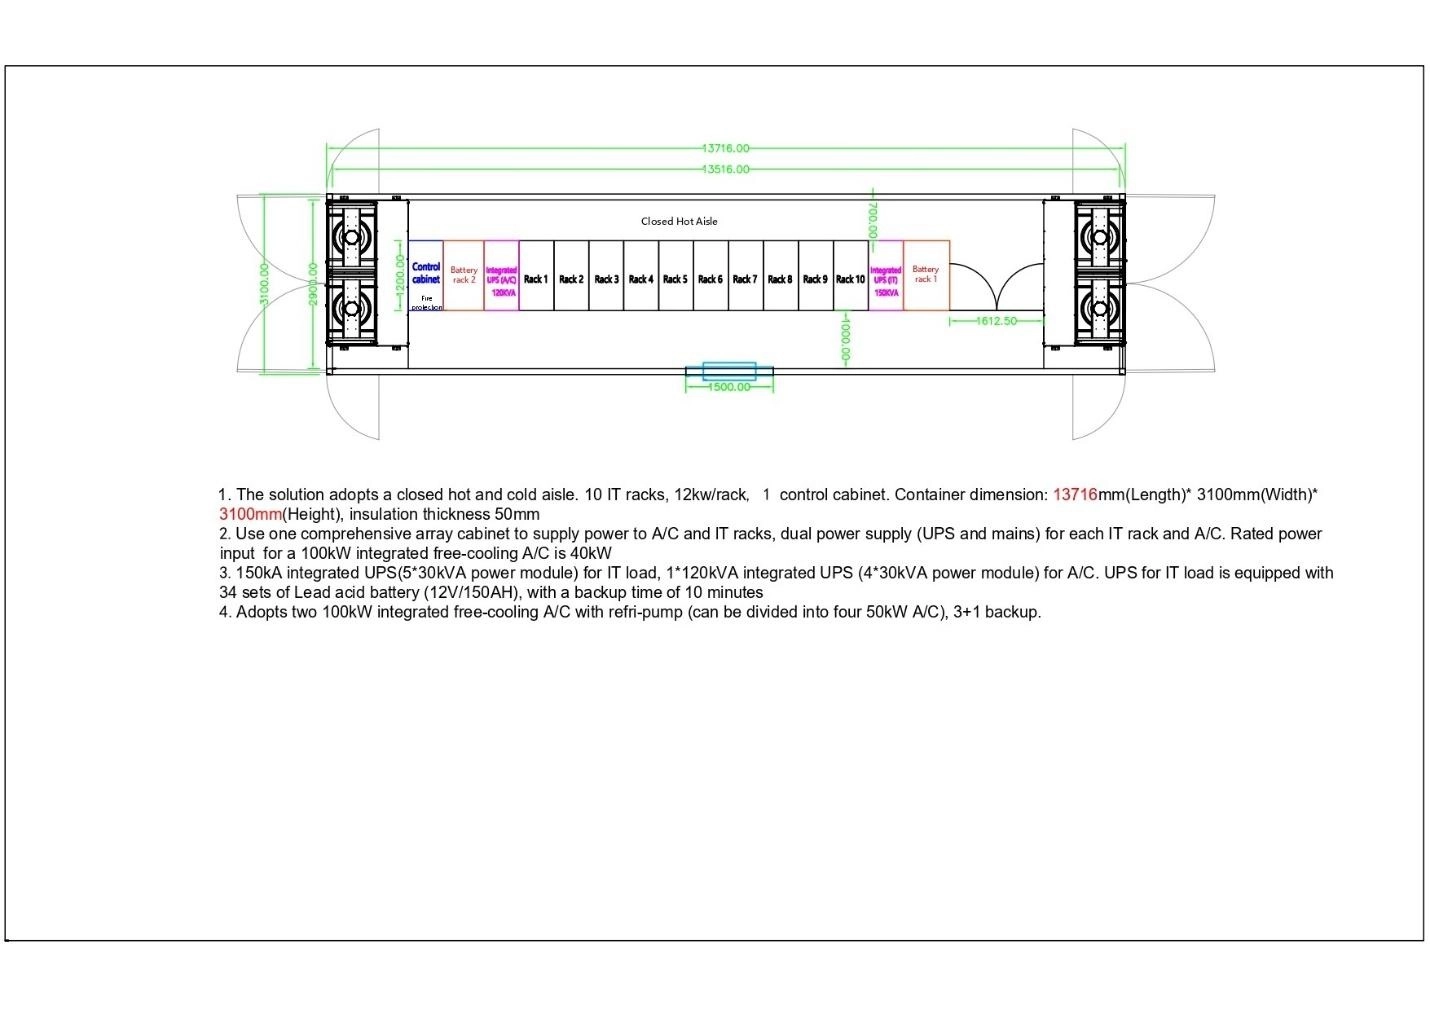 13716.00
13516.00
Closed Hot Aisle
700.00
3100.00
2900.00
1200.00
Control cabinet
Fire protection
Battery rack 2
Integrated UPS (A/C) 120KVA
Rack 1
Rack 2
Rack 3
Rack 4
Rack 5
Rack 6
Rack 7
Rack 8
Rack 9
Rack 10
Integrated UPS (IT) 150KVA
Battery rack 1
1612.50
1000.00
1500.00
1. The solution adopts a closed hot and cold aisle. 10 IT racks, 12kw/rack, 1 control cabinet. Container dimension: 13716mm(Length)* 3100mm(Width)*
3100mm(Height), insulation thickness 50mm
2. Use one comprehensive array cabinet to supply power to A/C and IT racks, dual power supply (UPS and mains) for each IT rack and A/C. Rated power
input for a 100kW integrated free-cooling A/C is 40kW
3. 150kA integrated UPS(5*30kVA power module) for IT load, 1*120kVA integrated UPS (4*30kVA power module) for A/C. UPS for IT load is equipped with
34 sets of Lead acid battery (12V/150AH), with a backup time of 10 minutes
4. Adopts two 100kW integrated free-cooling A/C with refri-pump (can be divided into four 50kW A/C), 3+1 backup.